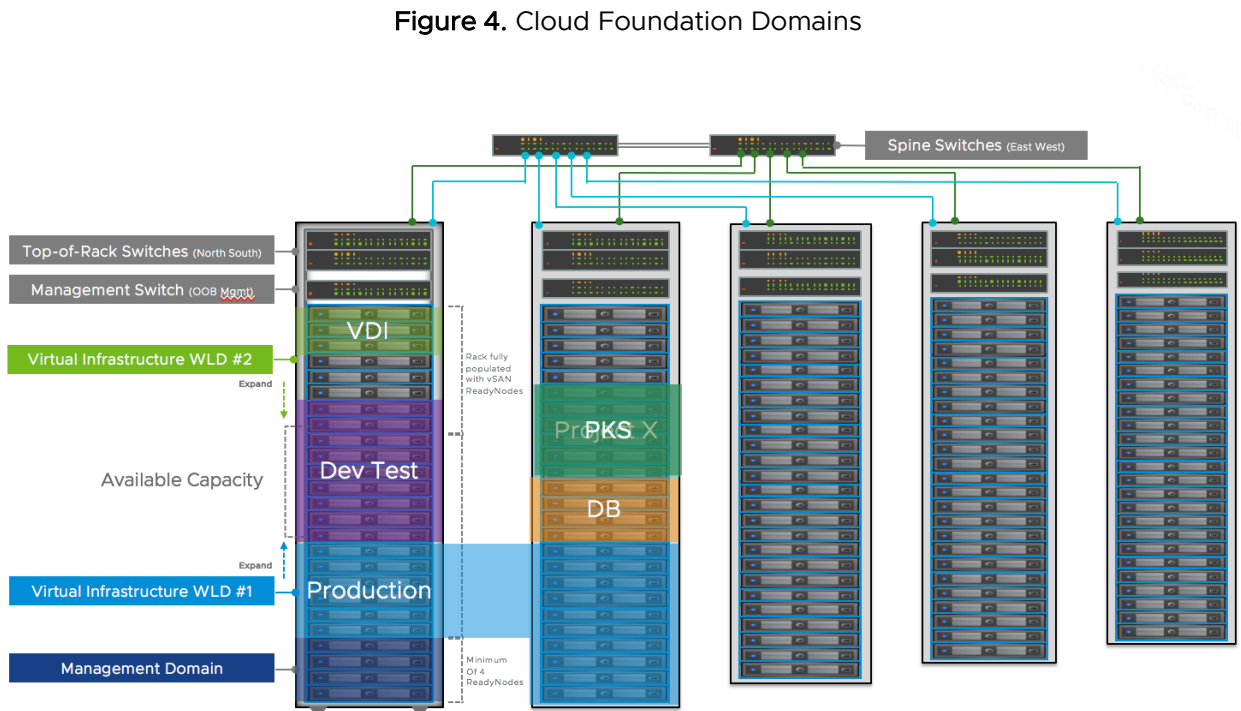 Figure 4. Cloud Foundation Domains
Spine Switches (East West)
Top-of-Rack Switches (North South)
Management Switch (OOB Mgmt)
VDI
Virtual Infrastructure WLD #2
Expand
Rack fully
populated
with vSAN
ReadyNodes
Project X
PKS
Available Capacity
Dev Test
DB
Expand
Virtual Infrastructure WLD #1
Production
Management Domain
Minimum
Of 4
ReadyNodes